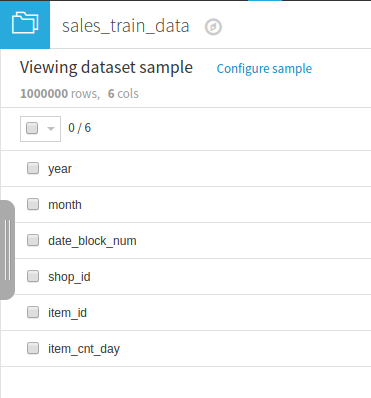 sales_train_data
Viewing dataset sample Configure sample
1000000 rows, 6 cols
0 / 6
year
month
date_block_num
shop_id
item_id
item_cnt_day